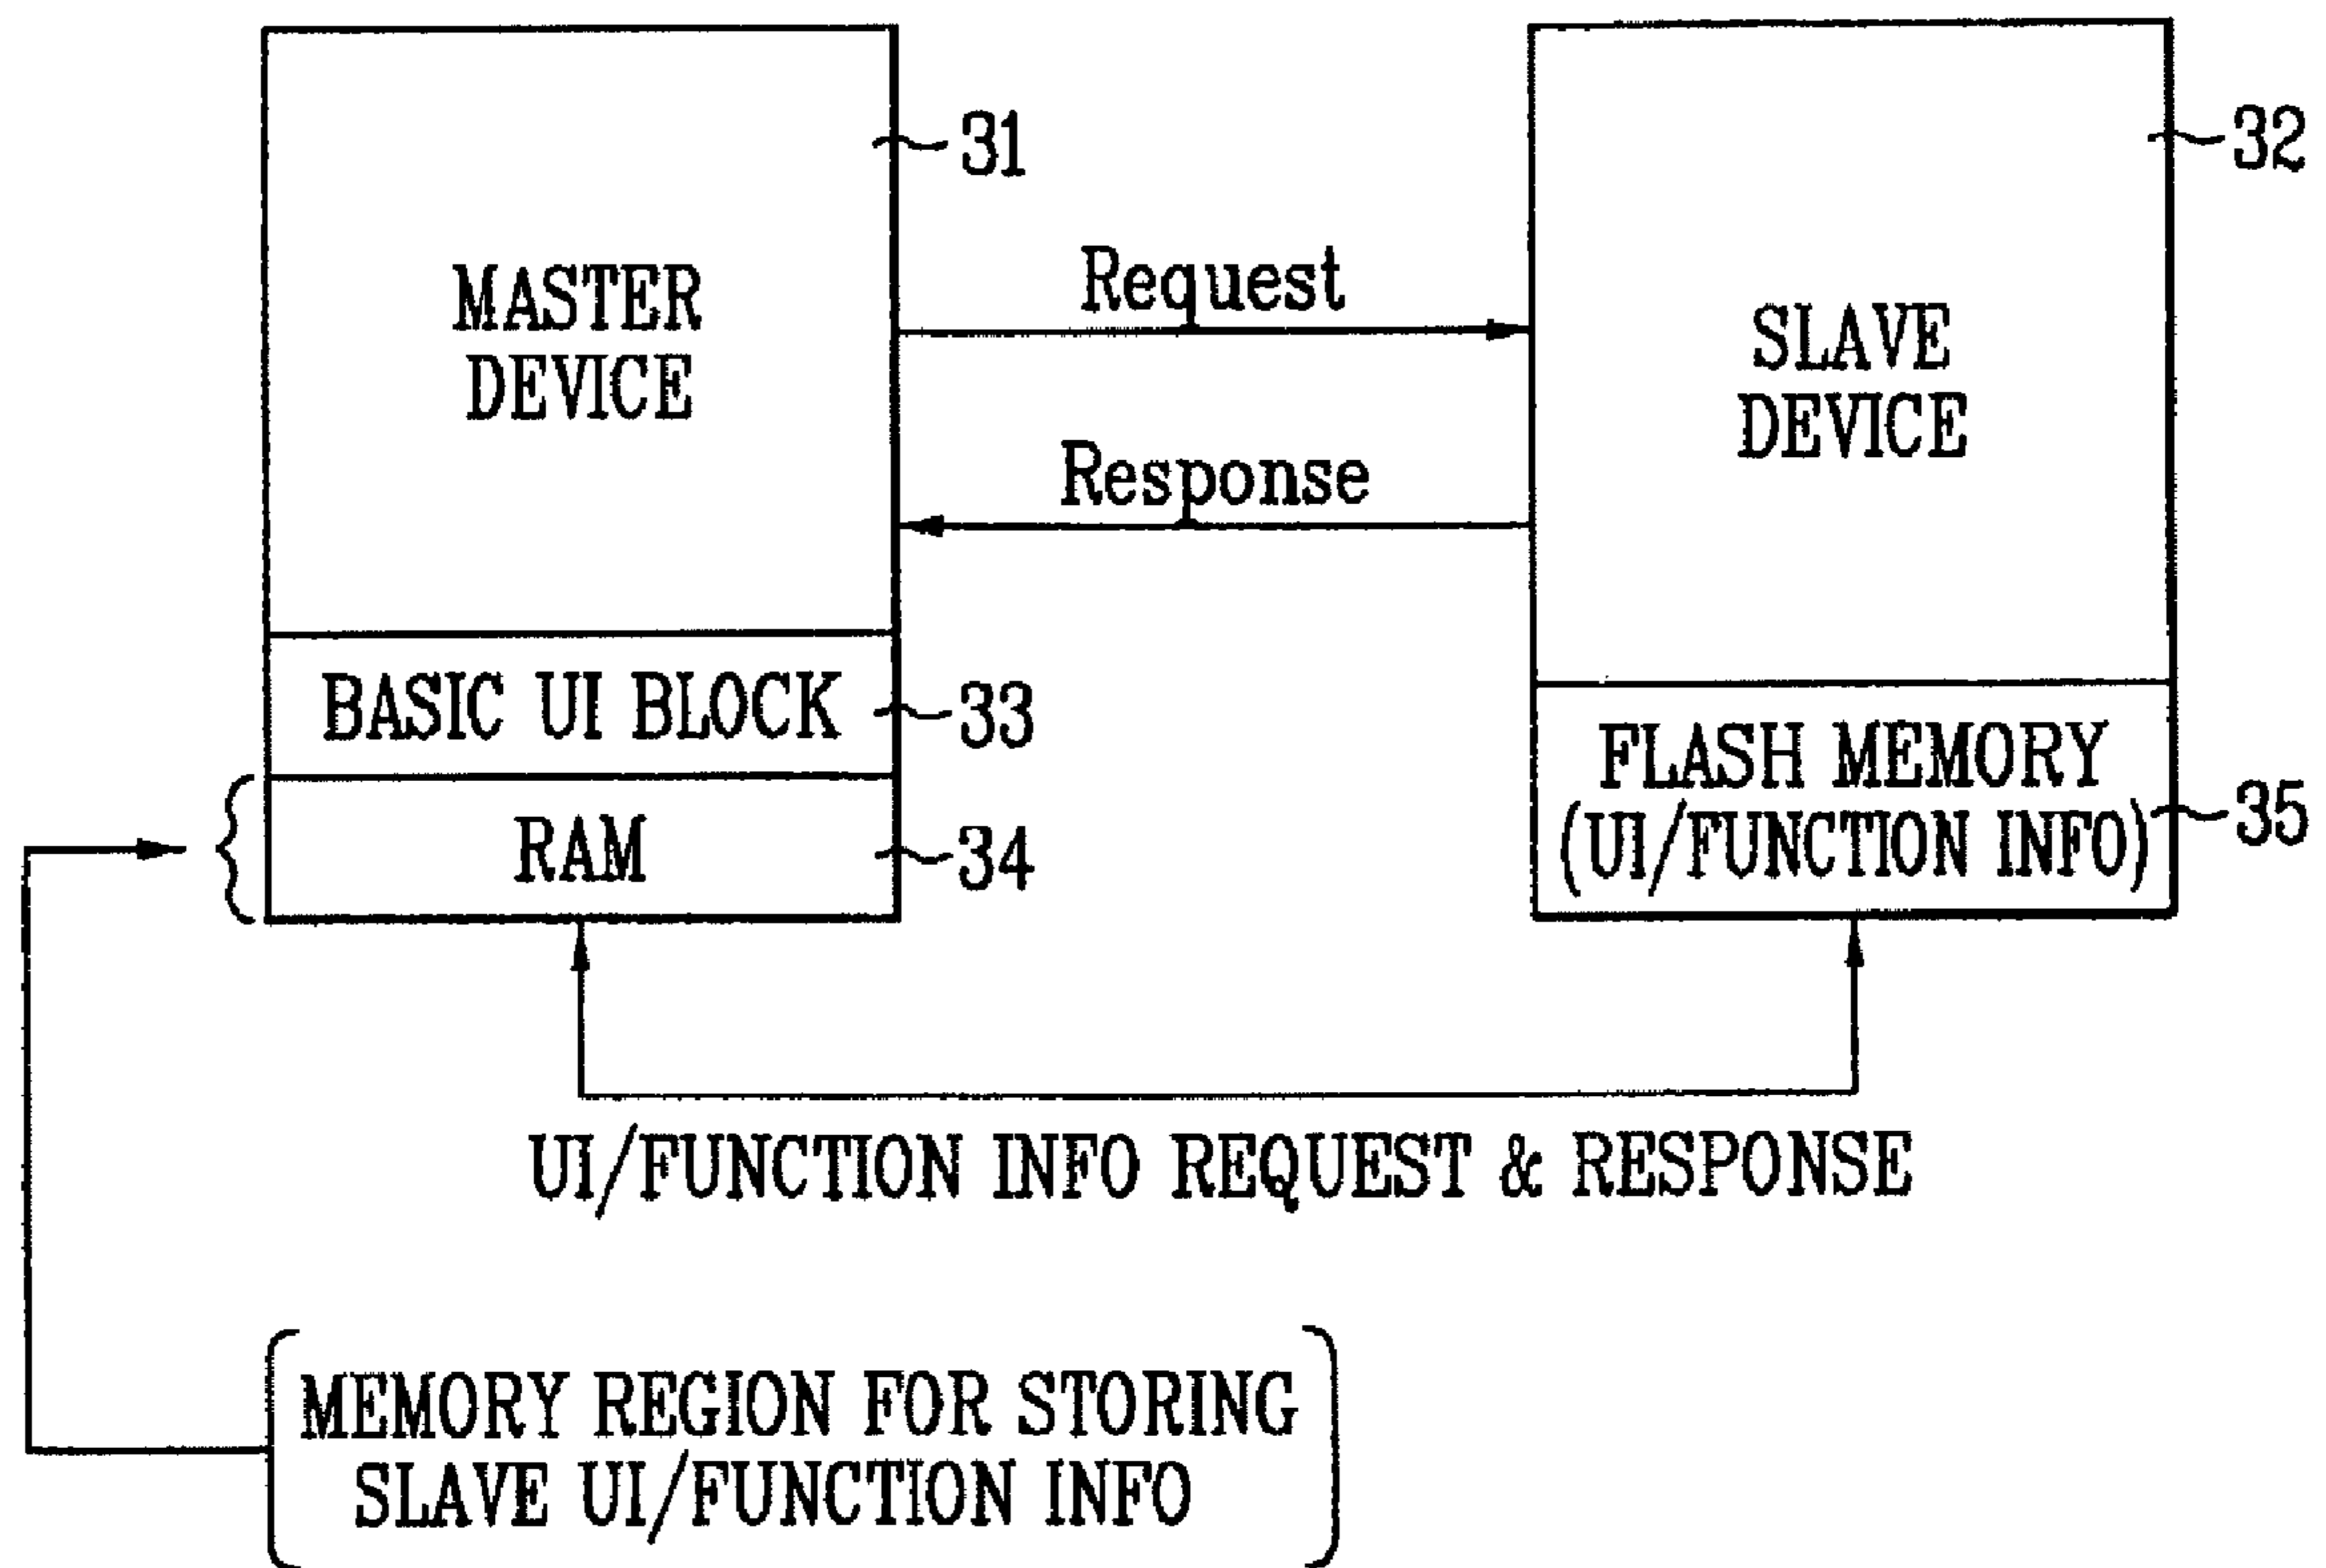 31
32
MASTER
DEVICE
Request
SLAVE
DEVICE
Response
BASIC UI BLOCK
33
FLASH MEMORY
(UI/FUNCTION INFO)
35
RAM
34
UI/FUNCTION INFO REQUEST & RESPONSE
MEMORY REGION FOR STORING
SLAVE UI/FUNCTION INFO